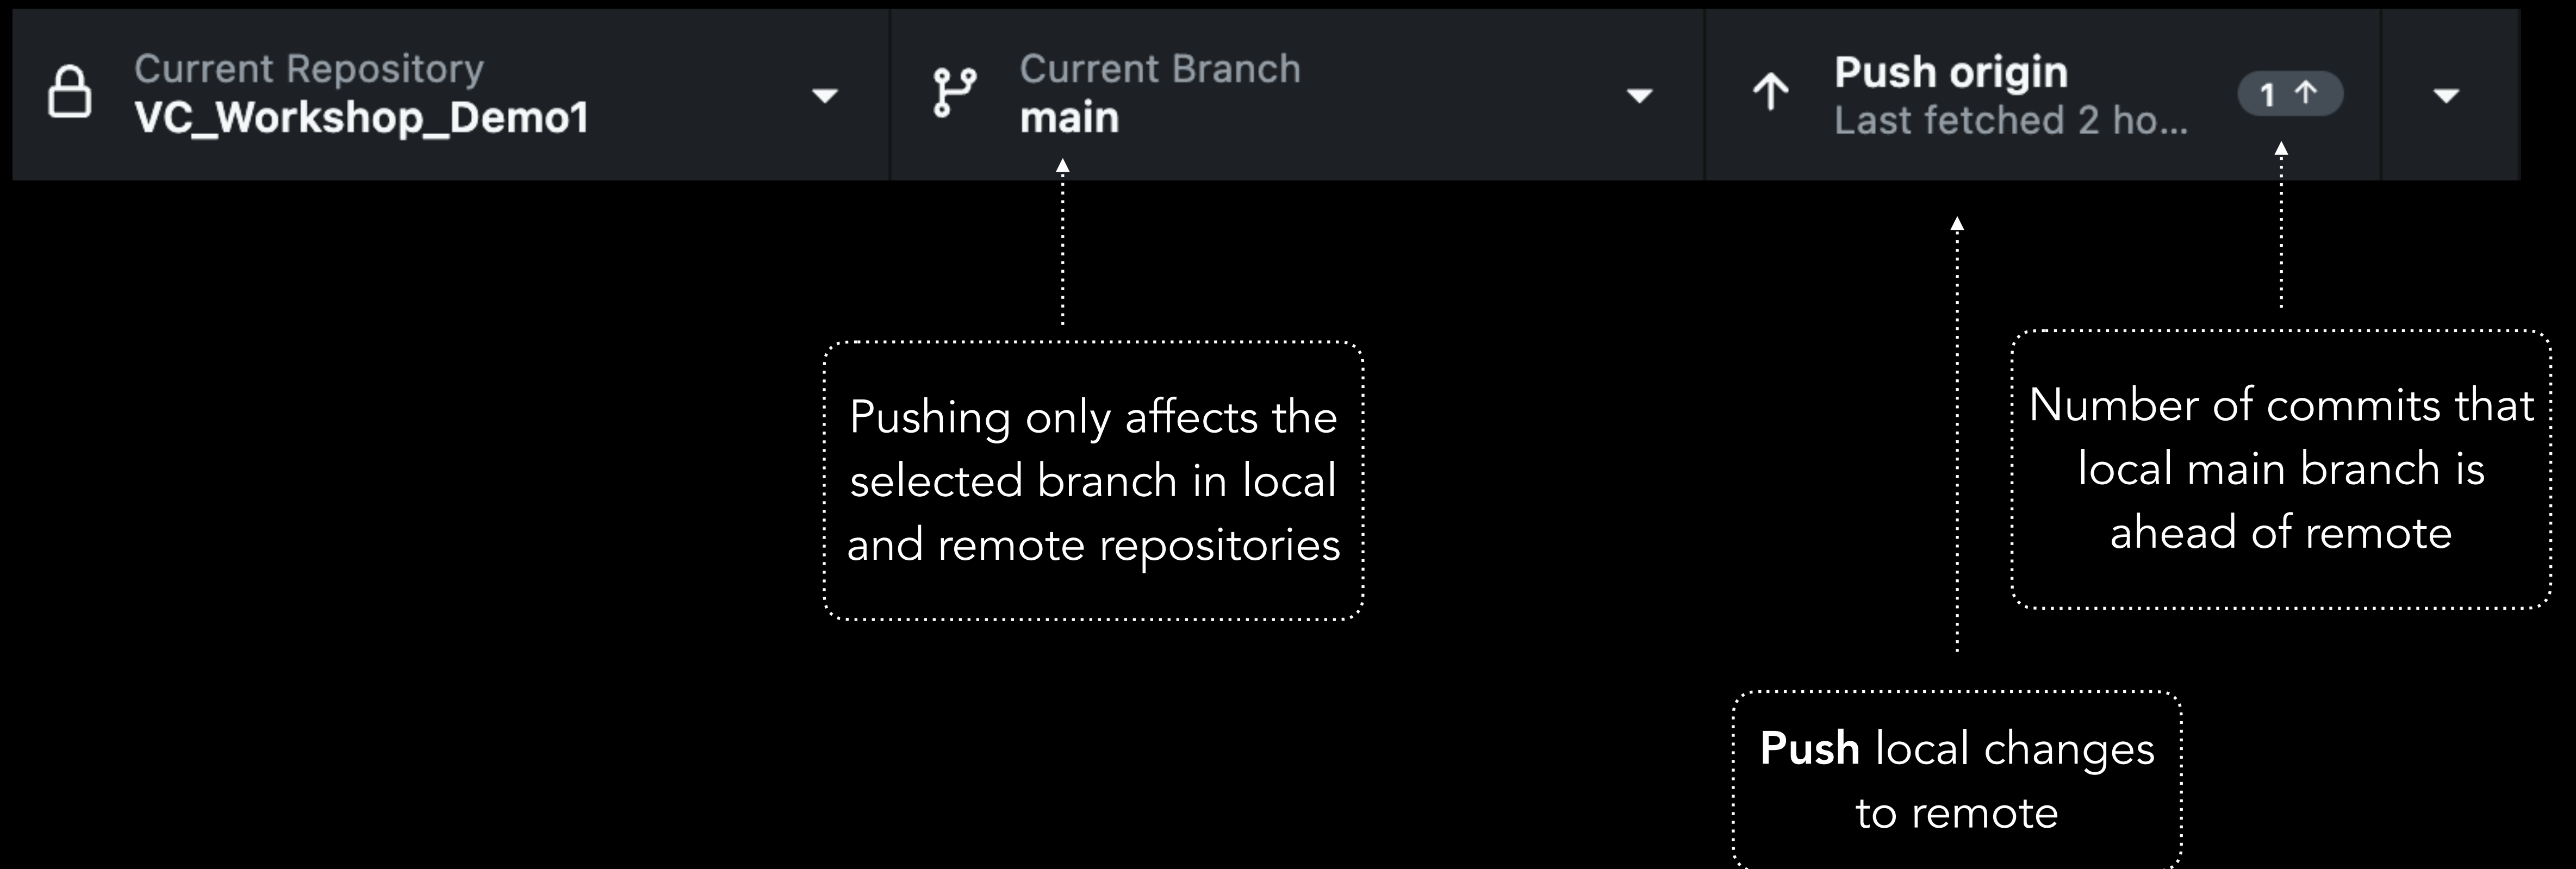 Current Repository
VC_Workshop_Demo1
Current Branch
main
Push origin
Last fetched 2 ho...
1
Pushing only affects the
selected branch in local
and remote repositories
Number of commits that
local main branch is
ahead of remote
Push local changes
to remote